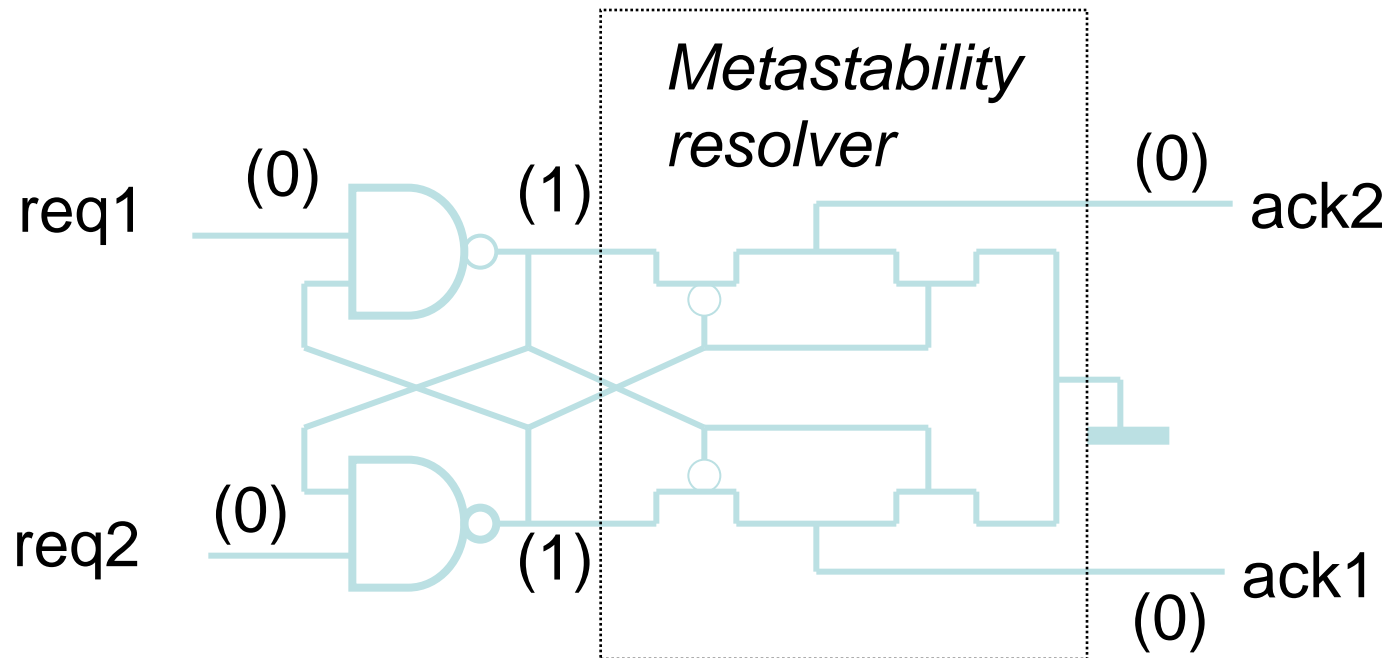 Metastability
resolver
(0)
(0)
(1)
req1
ack2
(0)
req2
(1)
ack1
(0)